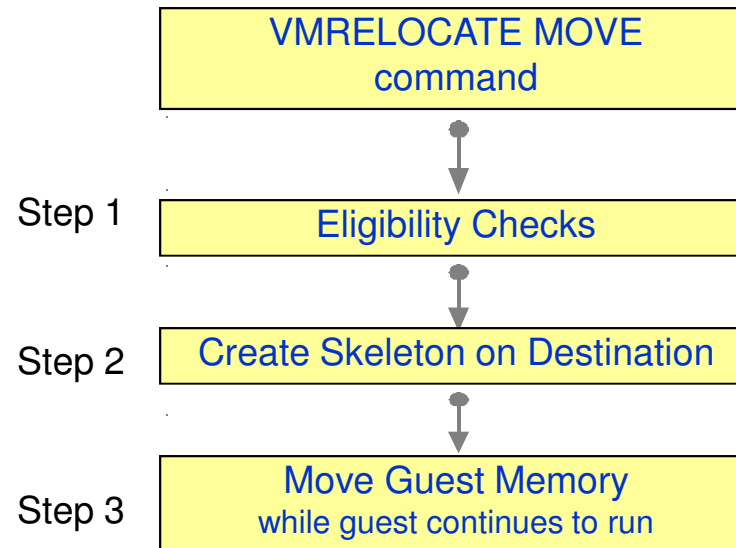 VMRELOCATE MOVE
command
Step 1
Eligibility Checks
Step 2
Create Skeleton on Destination
Step 3
Move Guest Memory
while guest continues to run